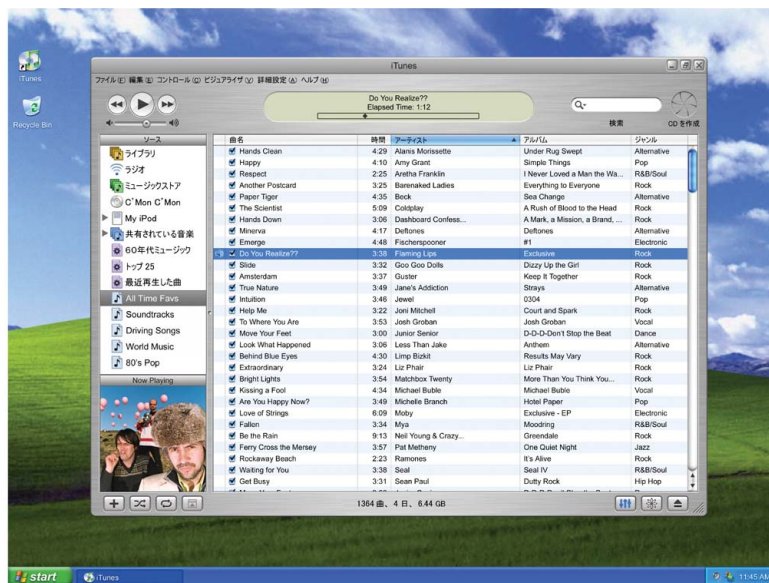 iTunes
Recycle Bin
iTunes
ファイル(F) 編集(E) コントロール(C) ビジュアライザ(V) 詳細設定(A) ヘルプ(H)
Do You Realize??
Elapsed Time: 1:12
検索
CD を作成
ソース
ライブラリ
ラジオ
ミュージックストア
C'Mon C'Mon
My iPod
共有されている音楽
60年代ミュージック
トップ 25
最近再生した曲
All Time Favs
Soundtracks
Driving Songs
World Music
80's Pop
Now Playing
曲名 時間 アーティスト アルバム ジャンル
Hands Clean 4:29 Alanis Morissette Under Rug Swept Alternative
Happy 4:10 Amy Grant Simple Things Pop
Respect 2:25 Aretha Franklin I Never Loved a Man the Wa... R&B/Soul
Another Postcard 3:25 Barenaked Ladies Everything to Everyone Rock
Paper Tiger 4:35 Beck Sea Change Alternative
The Scientist 5:09 Coldplay A Rush of Blood to the Head Rock
Hands Down 3:06 Dashboard Confess... A Mark, a Mission, a Brand, ... Rock
Minerva 4:17 Deftones Deftones Alternative
Emerge 4:48 Fischerspooner #1 Electronic
Do You Realize?? 3:38 Flaming Lips Exclusive Rock
Slide 3:32 Goo Goo Dolls Dizzy Up the Girl Rock
Amsterdam 3:37 Guster Keep It Together Rock
True Nature 3:49 Jane's Addiction Strays Alternative
Intuition 3:46 Jewel 0304 Pop
Help Me 3:22 Joni Mitchell Court and Spark Rock
To Where You Are 3:53 Josh Groban Josh Groban Vocal
Move Your Feet 3:00 Junior Senior D-D-D-Don't Stop the Beat Dance
Look What Happened 3:06 Less Than Jake Anthem Alternative
Behind Blue Eyes 4:30 Limp Bizkit Results May Vary Rock
Extraordinary 3:24 Liz Phair Liz Phair Rock
Bright Lights 3:54 Matchbox Twenty More Than You Think You... Rock
Kissing a Fool 4:34 Michael Buble Michael Buble Vocal
Are You Happy Now? 3:49 Michelle Branch Hotel Paper Pop
Love of Strings 6:09 Moby Exclusive - EP Electronic
Fallen 3:34 Mya Moodring R&B/Soul
Be the Rain 9:13 Neil Young & Crazy... Greendale Rock
Ferry Cross the Mersey 3:57 Pat Metheny One Quiet Night Jazz
Rockaway Beach 2:23 Ramones It's Alive Rock
Waiting for You 3:38 Seal Seal IV R&B/Soul
Get Busy 3:31 Sean Paul Dutty Rock Hip Hop
1364 曲、4 日、6.44 GB
start
iTunes
11:45 AM